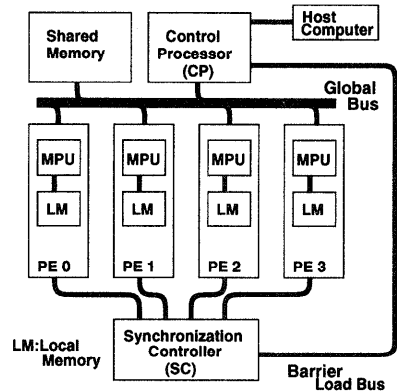 Shared
Memory
Control
Processor
(CP)
Host
Computer
Global
Bus
MPU
MPU
MPU
MPU
LM
LM
LM
LM
PE 0
PE 1
PE 2
PE 3
LM:Local
Memory
Synchronization
Controller
(SC)
Barrier
Load Bus